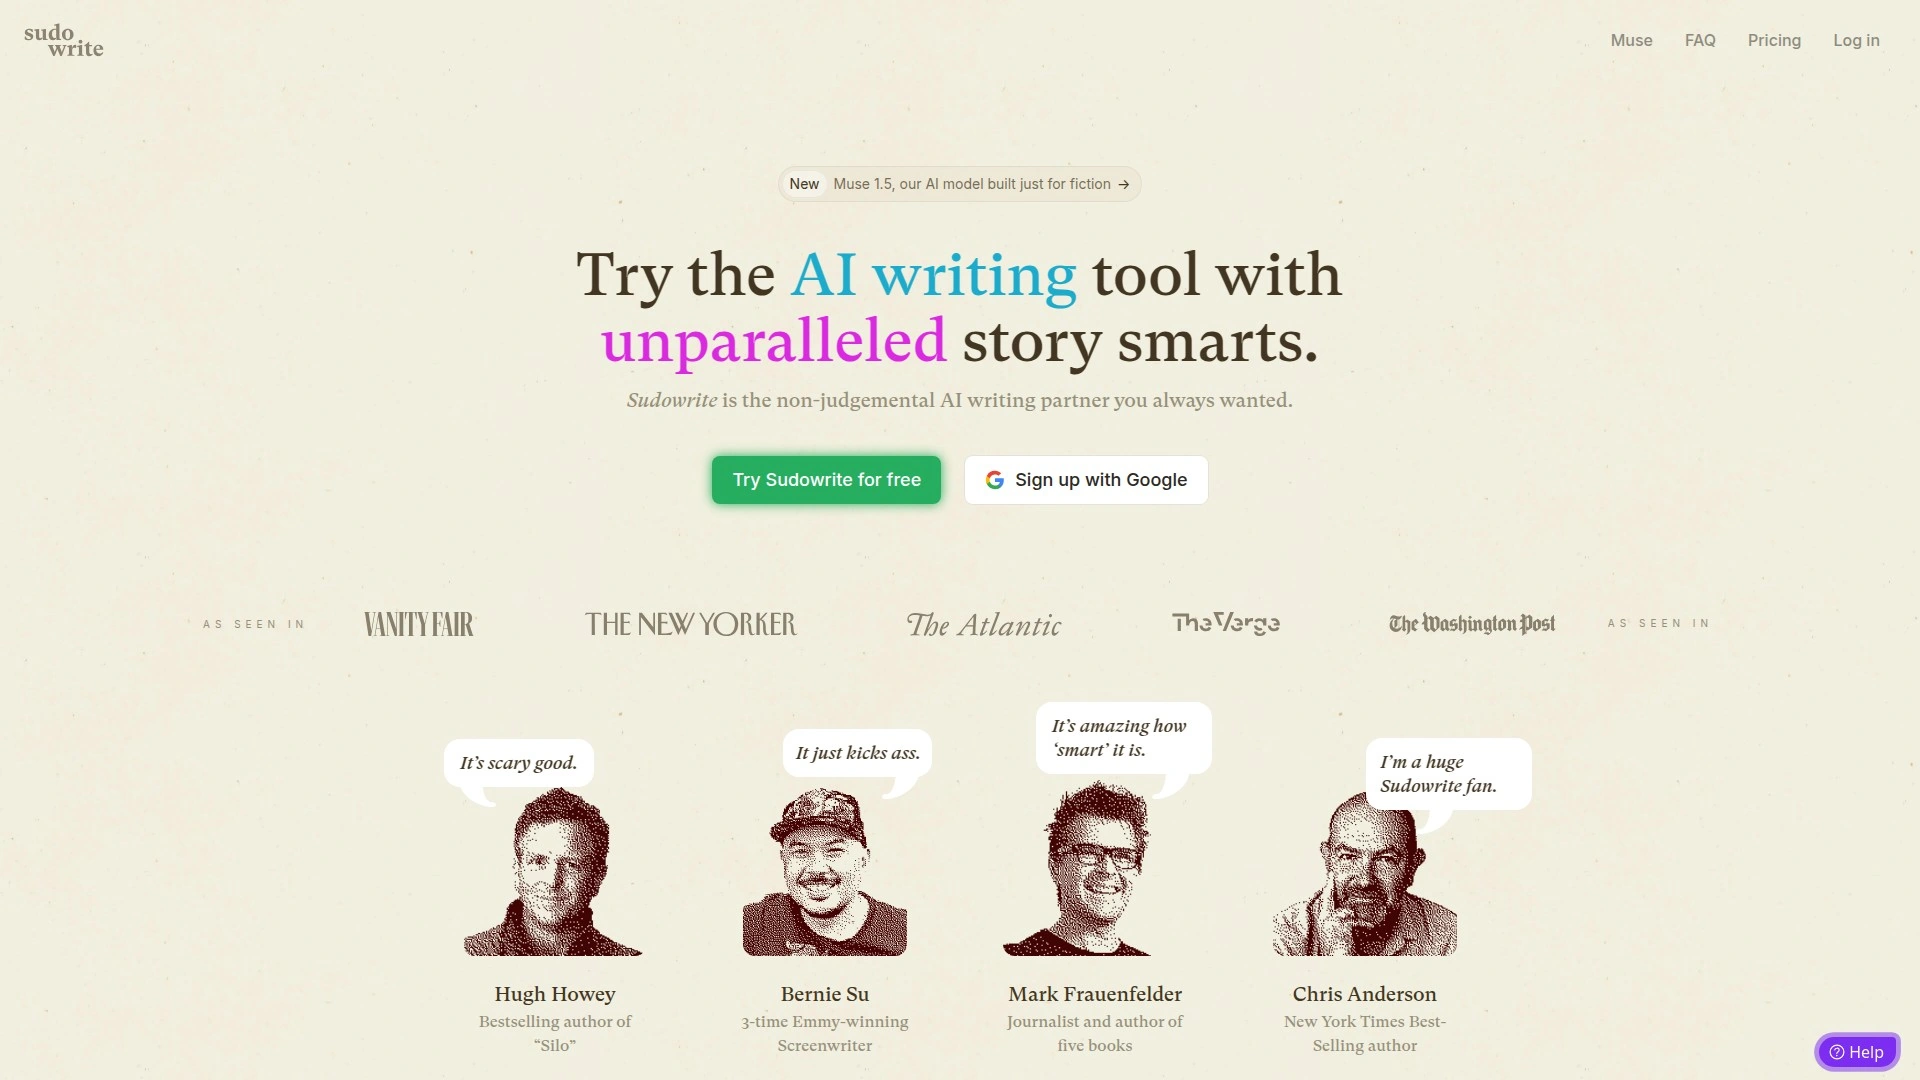 sudo
write
Muse
FAQ
Pricing
Log in
New
Muse 1.5, our AI model built just for fiction →
Try the AI writing tool with
unparalleled story smarts.
Sudowrite is the non-judgemental AI writing partner you always wanted.
Try Sudowrite for free
Sign up with Google
AS SEEN IN
VANITY FAIR
THE NEW YORKER
The Atlantic
The Verge
The Washington Post
AS SEEN IN
It’s scary good.
It just kicks ass.
It’s amazing how
‘smart’ it is.
I’m a huge
Sudowrite fan.
Hugh Howey
Bestselling author of
“Silo”
Bernie Su
3-time Emmy-winning
Screenwriter
Mark Frauenfelder
Journalist and author of
five books
Chris Anderson
New York Times Best-
Selling author
Help